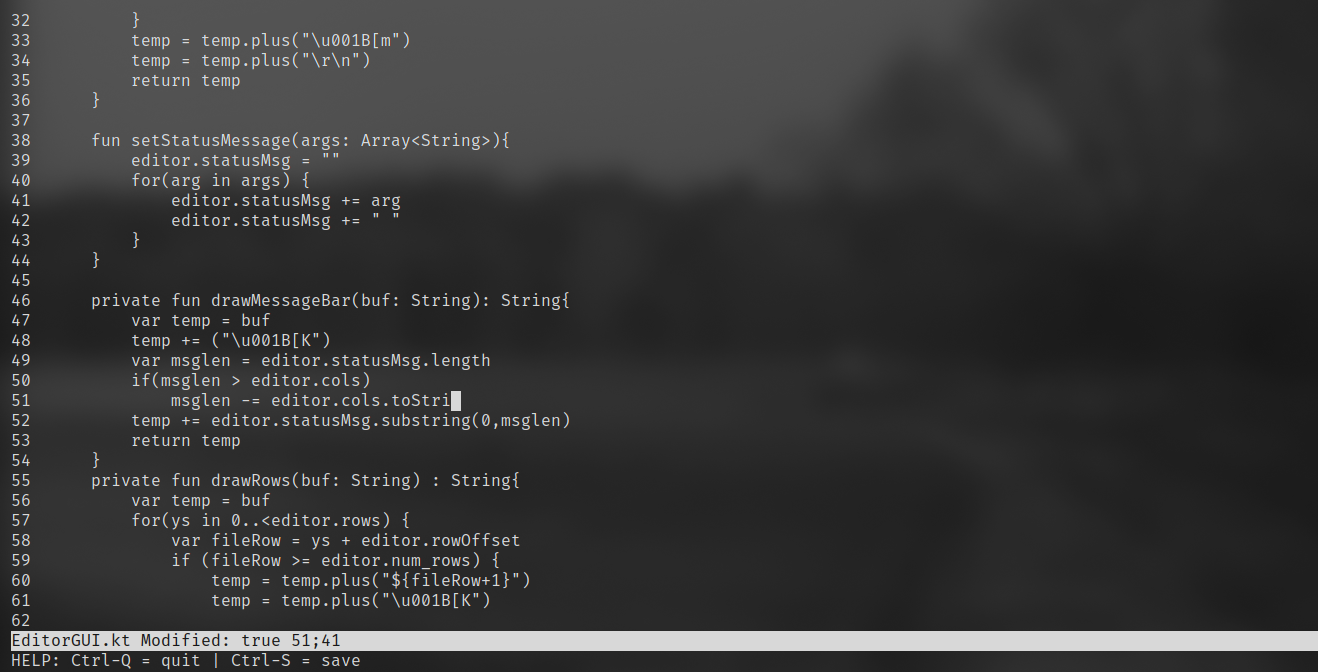 32          }
33          temp = temp.plus("\u001B[m")
34          temp = temp.plus("\r\n")
35          return temp
36      }
37
38      fun setStatusMessage(args: Array<String>){
39          editor.statusMsg = ""
40          for(arg in args) {
41              editor.statusMsg += arg
42              editor.statusMsg += " "
43          }
44      }
45
46      private fun drawMessageBar(buf: String): String{
47          var temp = buf
48          temp += ("\u001B[K")
49          var msglen = editor.statusMsg.length
50          if(msglen > editor.cols)
51              msglen -= editor.cols.toStri
52          temp += editor.statusMsg.substring(0,msglen)
53          return temp
54      }
55      private fun drawRows(buf: String) : String{
56          var temp = buf
57          for(ys in 0..<editor.rows) {
58              var fileRow = ys + editor.rowOffset
59              if (fileRow >= editor.num_rows) {
60                  temp = temp.plus("${fileRow+1}")
61                  temp = temp.plus("\u001B[K")
62
EditorGUI.kt Modified: true 51;41
HELP: Ctrl-Q = quit | Ctrl-S = save